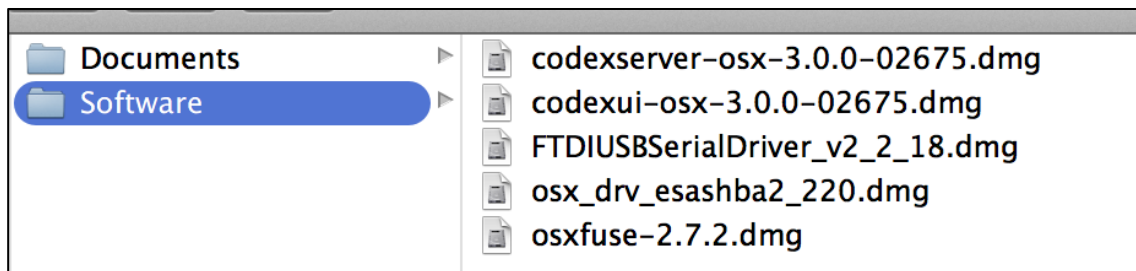 Documents
Software
codexserver-osx-3.0.0-02675.dmg
codexui-osx-3.0.0-02675.dmg
FTDIUSBSerialDriver_v2_2_18.dmg
osx_drv_esashba2_220.dmg
osxfuse-2.7.2.dmg